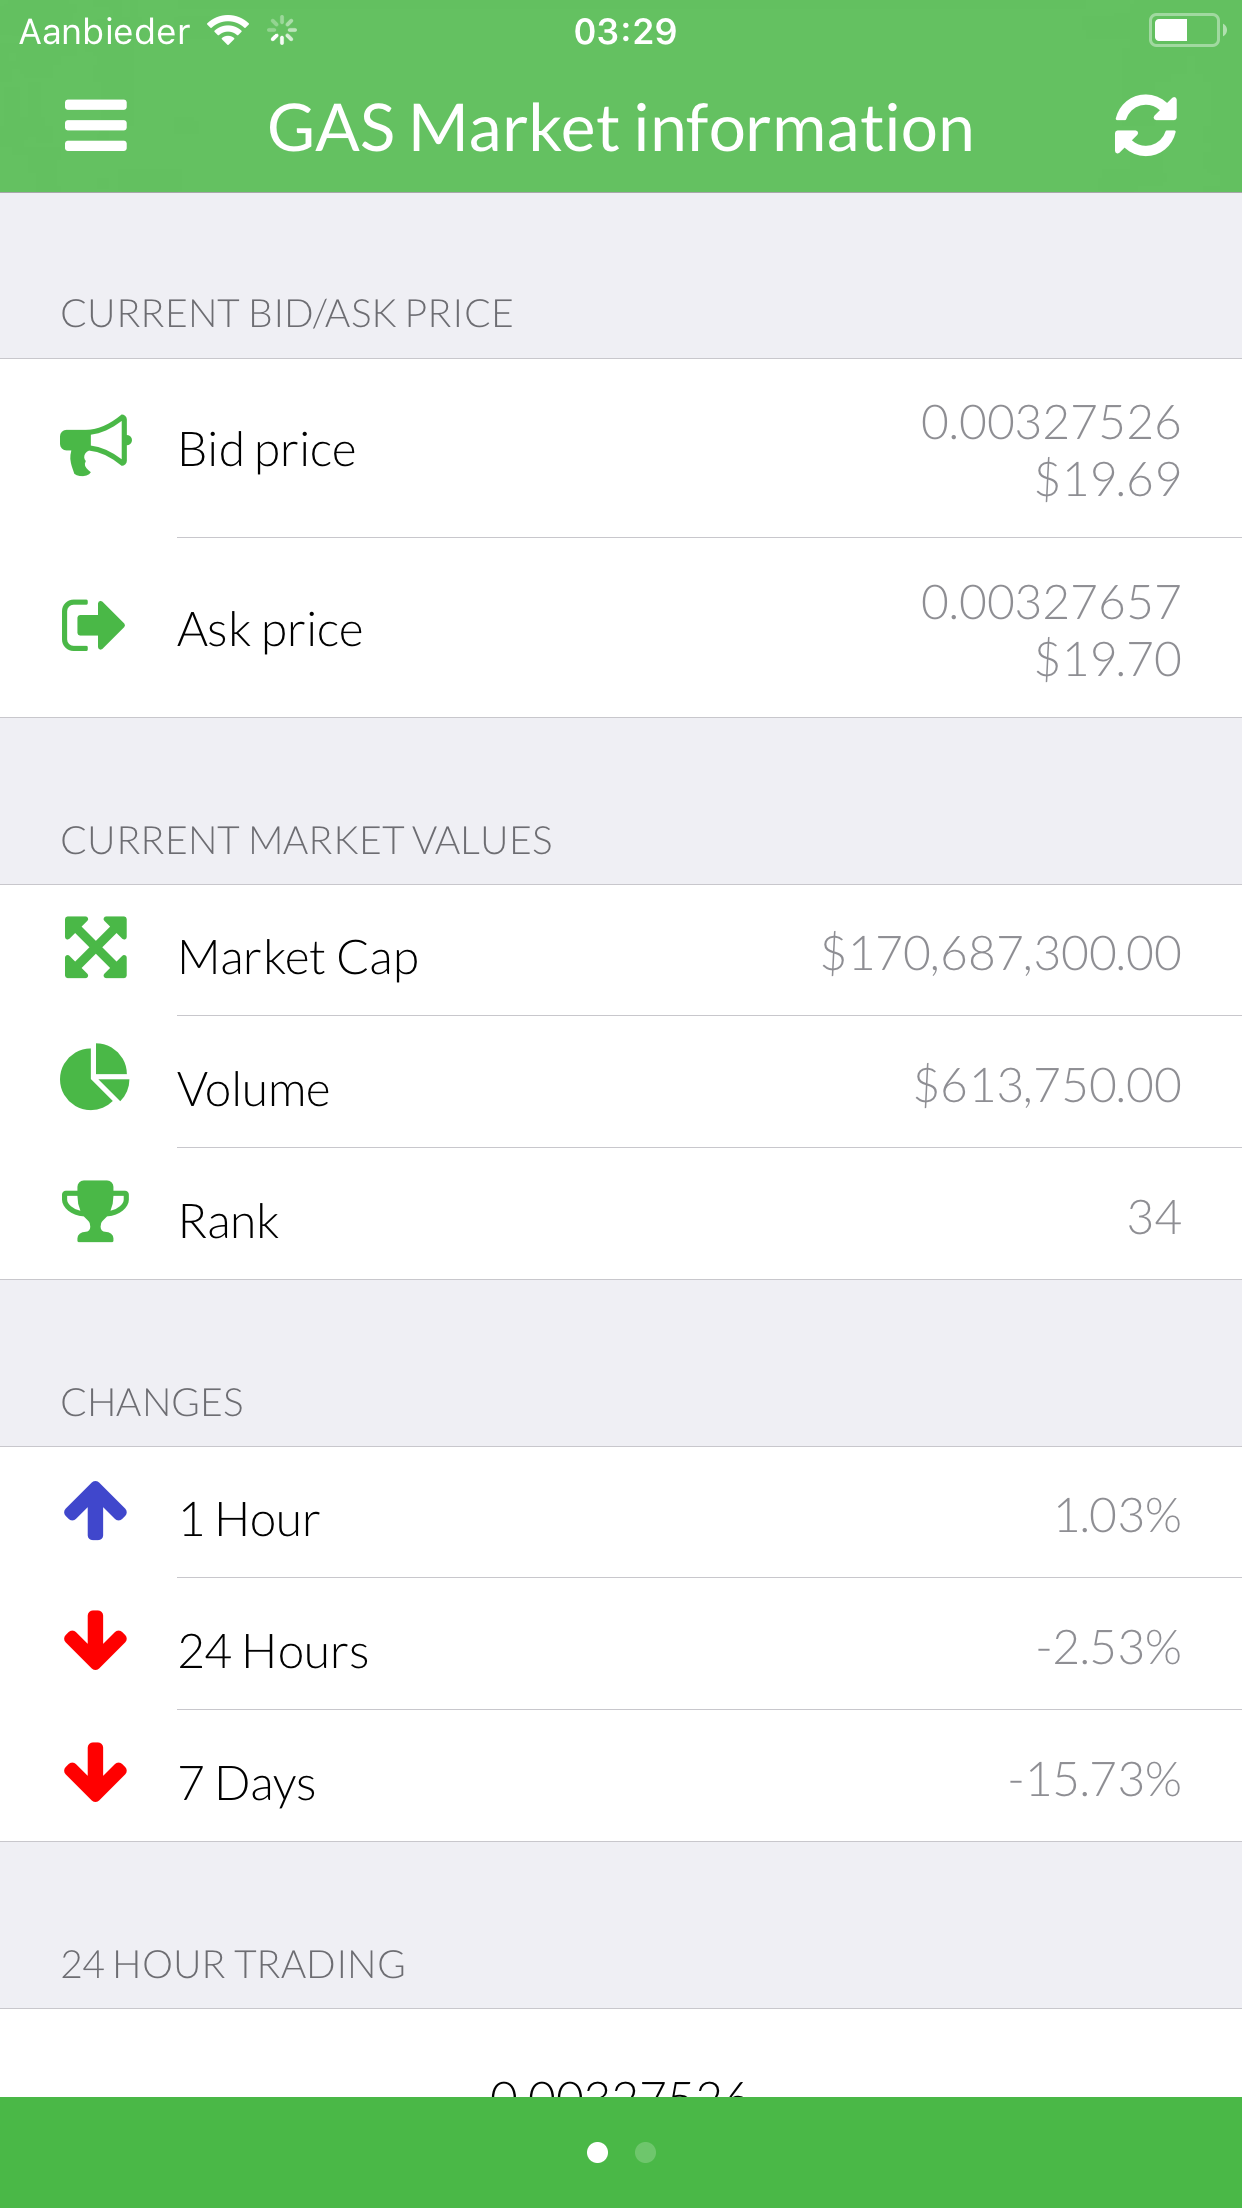 Aanbieder 03:29
GAS Market information
CURRENT BID/ASK PRICE
Bid price
0.00327526
$19.69
Ask price
0.00327657
$19.70
CURRENT MARKET VALUES
Market Cap $170,687,300.00
Volume $613,750.00
Rank 34
CHANGES
1 Hour 1.03%
24 Hours -2.53%
7 Days -15.73%
24 HOUR TRADING
0.00327526